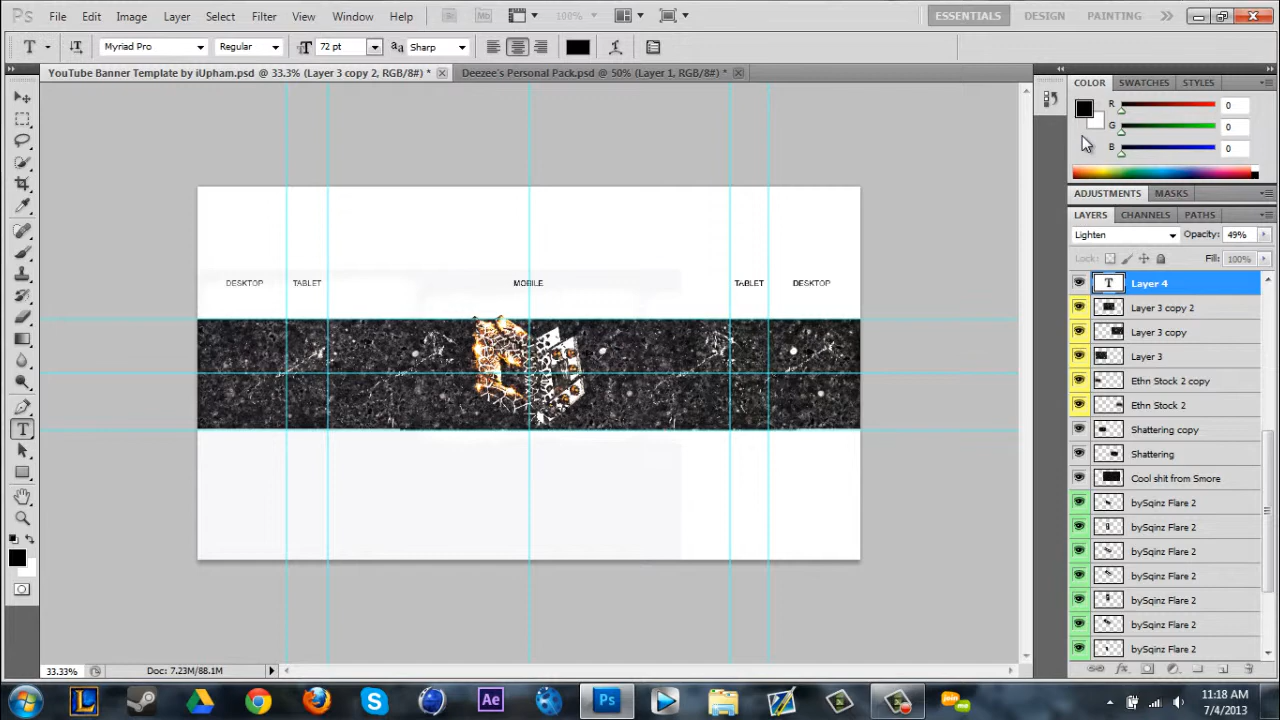 Ps File Edit Image Layer Select Filter View Window Help Br Mb 100% ESSENTIALS DESIGN PAINTING
T Myriad Pro Regular 72 pt Sharp
YouTube Banner Template by iUpham.psd @ 33.3% (Layer 3 copy 2, RGB/8#) * Deezee's Personal Pack.psd @ 50% (Layer 1, RGB/8#) *
COLOR SWATCHES STYLES
R 0
G 0
B 0
ADJUSTMENTS MASKS
LAYERS CHANNELS PATHS
Lighten Opacity: 49%
Lock: Fill: 100%
DESKTOP TABLET MOBILE TABLET DESKTOP
T Layer 4
Layer 3 copy 2
Layer 3 copy
Layer 3
Ethn Stock 2 copy
Ethn Stock 2
Shattering copy
Shattering
Cool shit from Smore
bySqinz Flare 2
bySqinz Flare 2
bySqinz Flare 2
bySqinz Flare 2
bySqinz Flare 2
bySqinz Flare 2
bySqinz Flare 2
33.33% Doc: 7.23M/88.1M
L S Ae Ps jtv
11:18 AM
7/4/2013